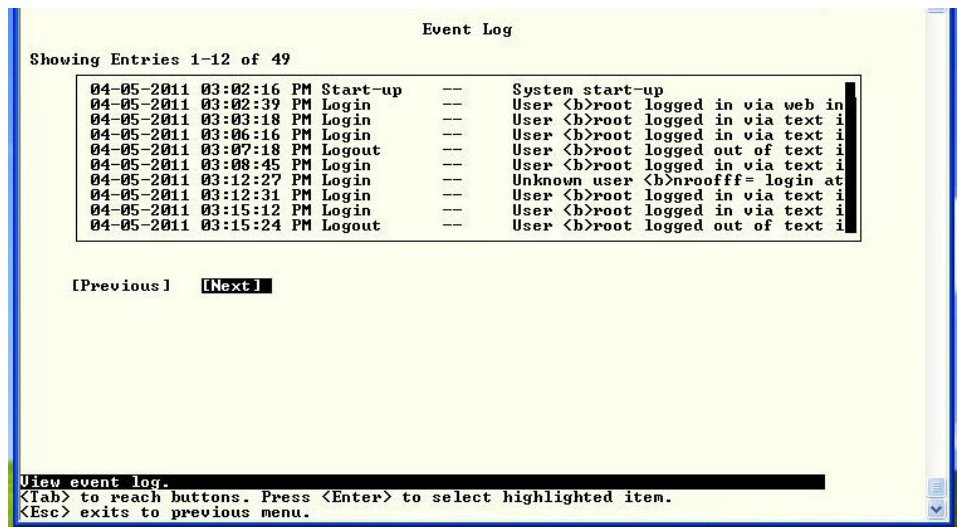 Event Log
Showing Entries 1-12 of 49
04-05-2011 03:02:16 PM Start-up -- System start-up
04-05-2011 03:02:39 PM Login -- User <b>root logged in via web in
04-05-2011 03:03:18 PM Login -- User <b>root logged in via text i
04-05-2011 03:06:16 PM Login -- User <b>root logged in via text i
04-05-2011 03:07:18 PM Logout -- User <b>root logged out of text i
04-05-2011 03:08:45 PM Login -- User <b>root logged in via text i
04-05-2011 03:12:27 PM Login -- Unknown user <b>nroofff= login at
04-05-2011 03:12:31 PM Login -- User <b>root logged in via text i
04-05-2011 03:15:12 PM Login -- User <b>root logged in via text i
04-05-2011 03:15:24 PM Logout -- User <b>root logged out of text i
[Previous] [Next]
View event log.
<Tab> to reach buttons. Press <Enter> to select highlighted item.
<Esc> exits to previous menu.